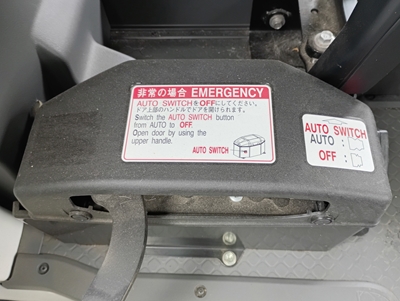 非常の場合 EMERGENCY
AUTO SWITCHをOFFにしてください。
ドア上部のハンドルでドアを開けられます。
Switch the AUTO SWITCH button
from AUTO to OFF.
Open door by using the
upper handle.
AUTO SWITCH
AUTO SWITCH
AUTO :
OFF :